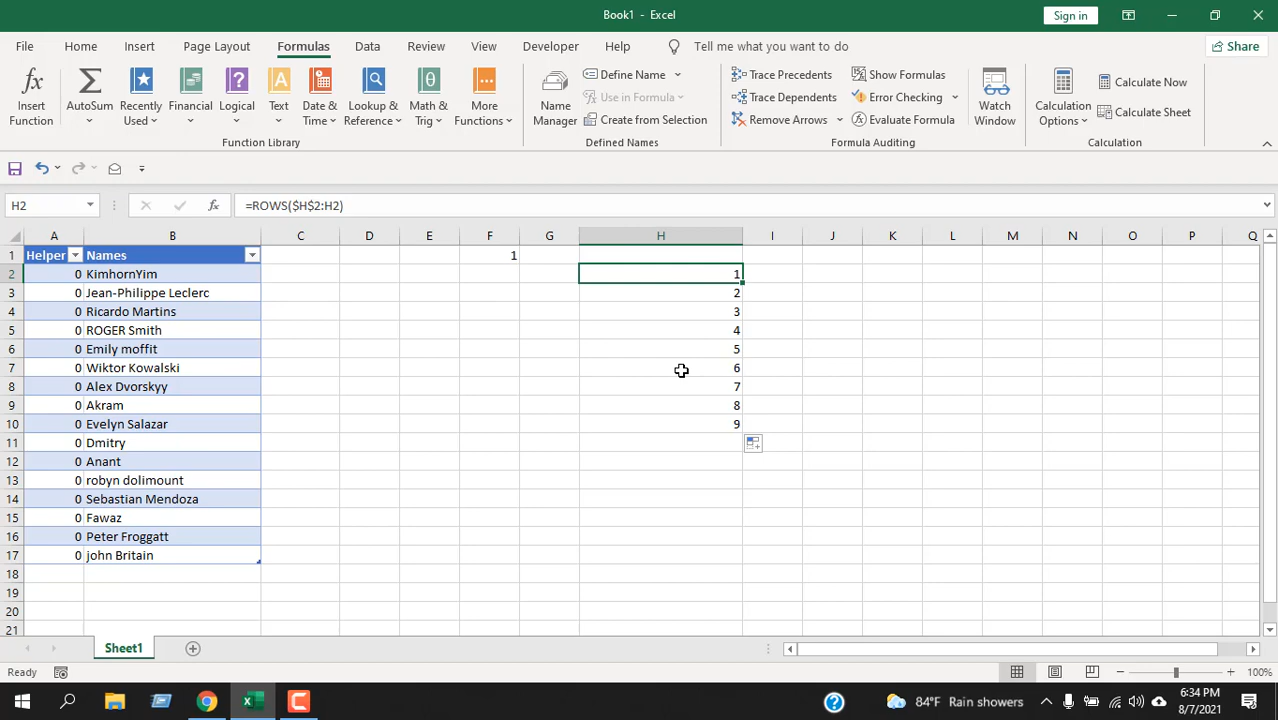 Book1 - Excel
Sign in
File Home Insert Page Layout Formulas Data Review View Developer Help Tell me what you want to do Share
Insert Function
AutoSum
Recently Used
Financial
Logical
Text
Date & Time
Lookup & Reference
Math & Trig
More Functions
Function Library
Name Manager
Define Name
Use in Formula
Create from Selection
Defined Names
Trace Precedents
Trace Dependents
Remove Arrows
Show Formulas
Error Checking
Evaluate Formula
Formula Auditing
Watch Window
Calculation Options
Calculate Now
Calculate Sheet
Calculation
H2 fx =ROWS($H$2:H2)
A B C D E F G H I J K L M N O P Q
1 Helper Names 1
2 0 KimhornYim 1
3 0 Jean-Philippe Leclerc 2
4 0 Ricardo Martins 3
5 0 ROGER Smith 4
6 0 Emily moffit 5
7 0 Wiktor Kowalski 6
8 0 Alex Dvorskyy 7
9 0 Akram 8
10 0 Evelyn Salazar 9
11 0 Dmitry
12 0 Anant
13 0 robyn dolimount
14 0 Sebastian Mendoza
15 0 Fawaz
16 0 Peter Froggatt
17 0 john Britain
18
19
20
21
Sheet1
Ready 100%
84°F Rain showers
6:34 PM
8/7/2021